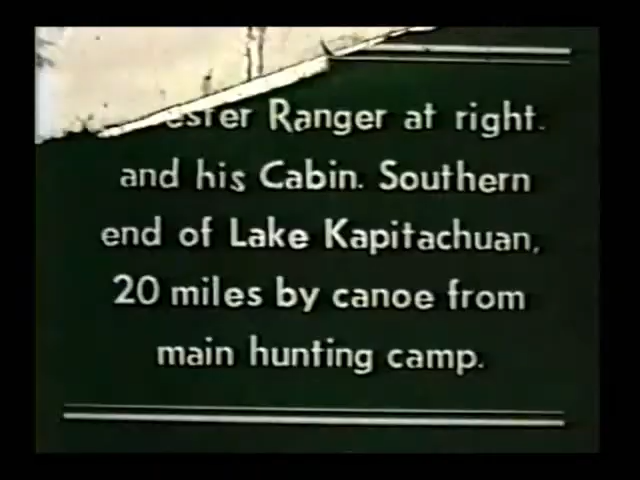 ester Ranger at right.
and his Cabin. Southern
end of Lake Kapitachuan,
20 miles by canoe from
main hunting camp.